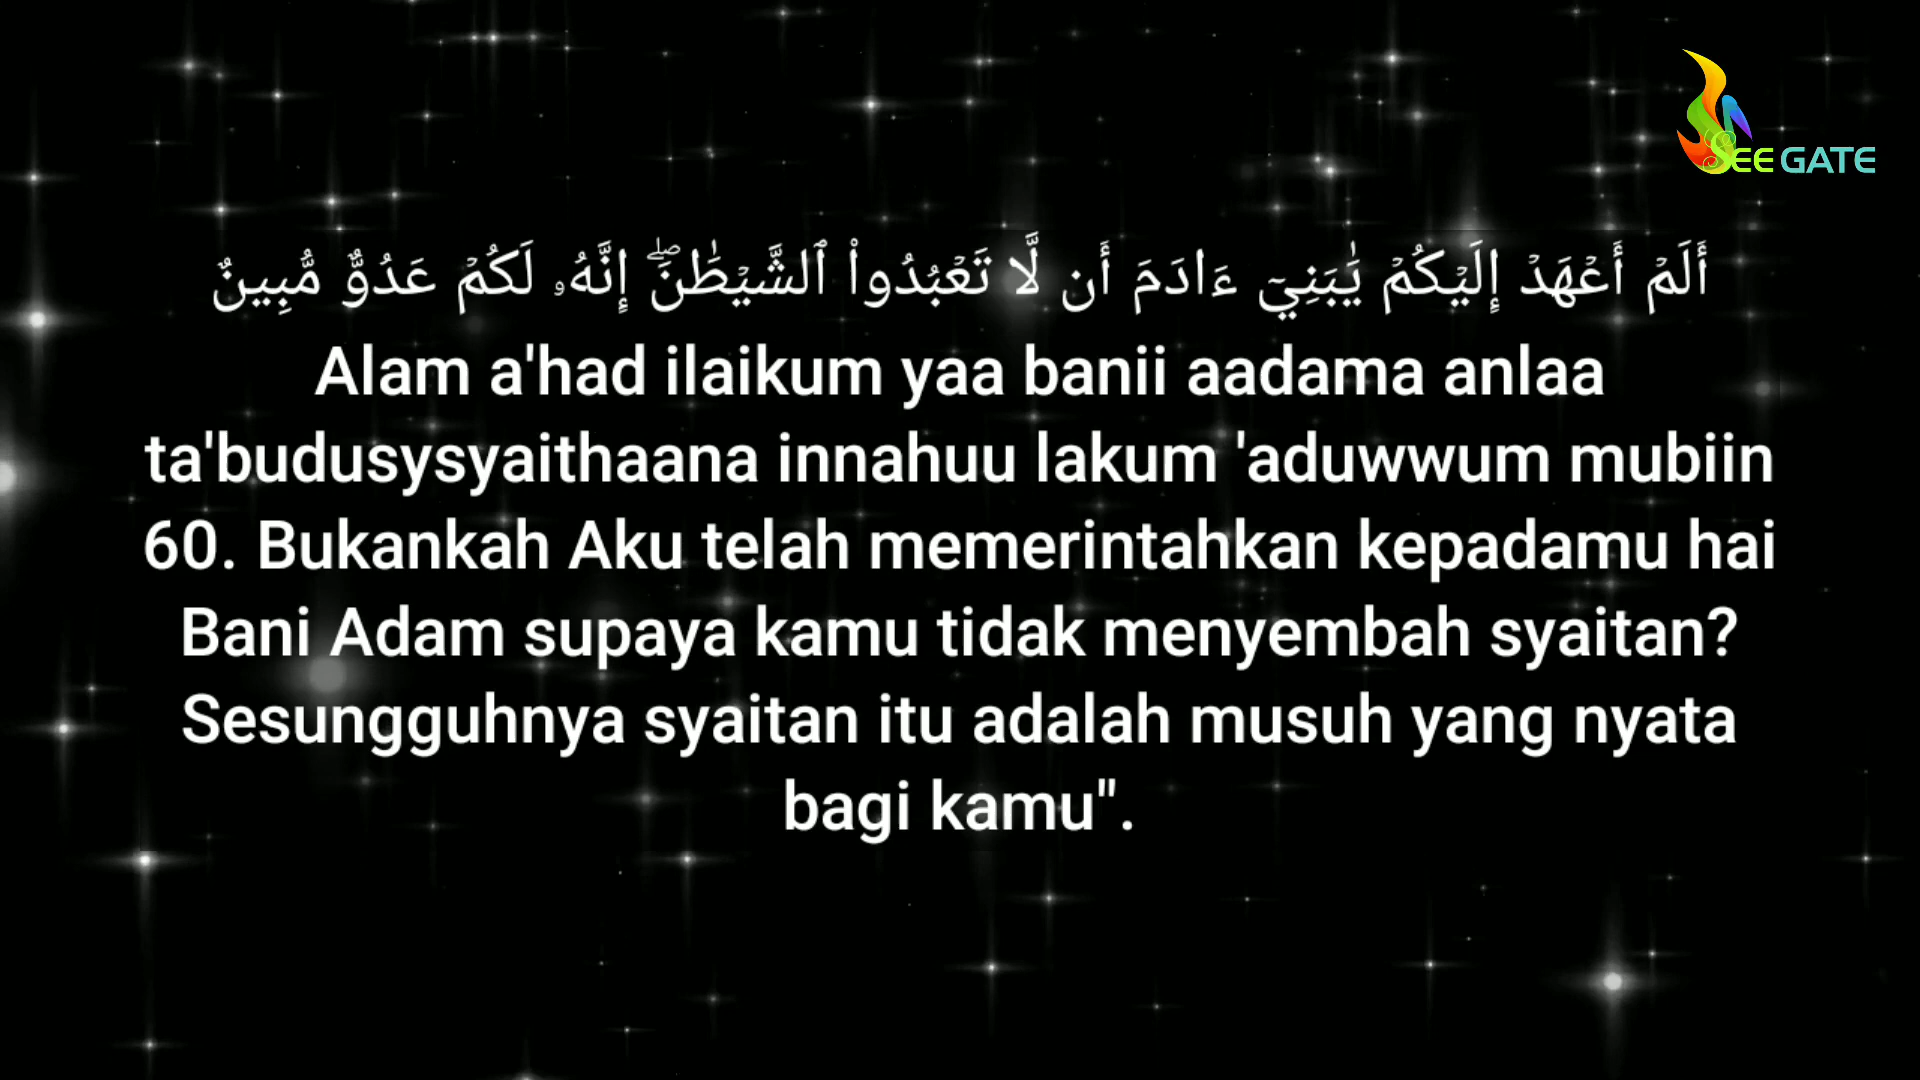 SEE GATE
أَلَمۡ أَعۡهَدۡ إِلَيۡكُمۡ يَٰبَنِيٓ ءَادَمَ أَن لَّا تَعۡبُدُواْ ٱلشَّيۡطَٰنَۖ إِنَّهُۥ لَكُمۡ عَدُوٌّ مُّبِينٌ
Alam a'had ilaikum yaa banii aadama anlaa
ta'budusysyaithaana innahuu lakum 'aduwwum mubiin
60. Bukankah Aku telah memerintahkan kepadamu hai
Bani Adam supaya kamu tidak menyembah syaitan?
Sesungguhnya syaitan itu adalah musuh yang nyata
bagi kamu".